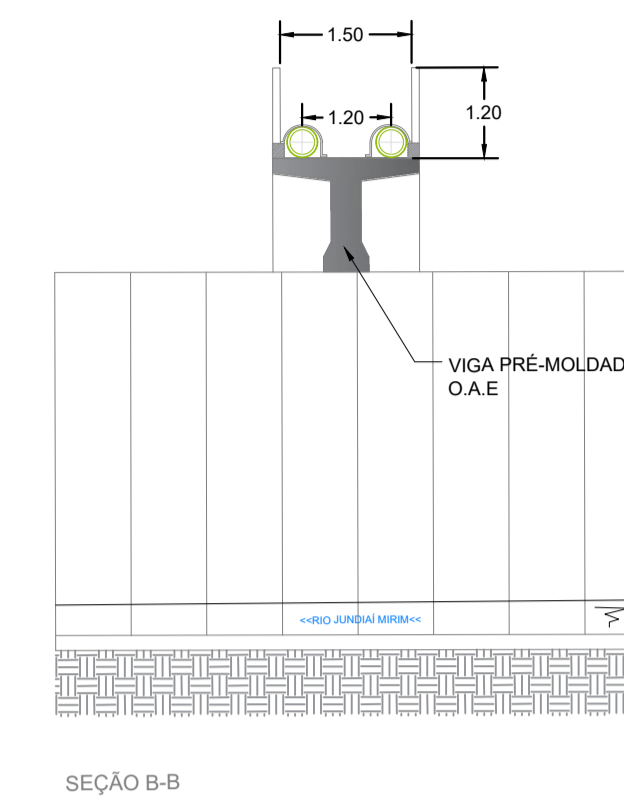 1.50
1.20
1.20
VIGA PRÉ-MOLDAD
O.A.E
<<RIO JUNDIAÍ MIRIM<<
SEÇÃO B-B